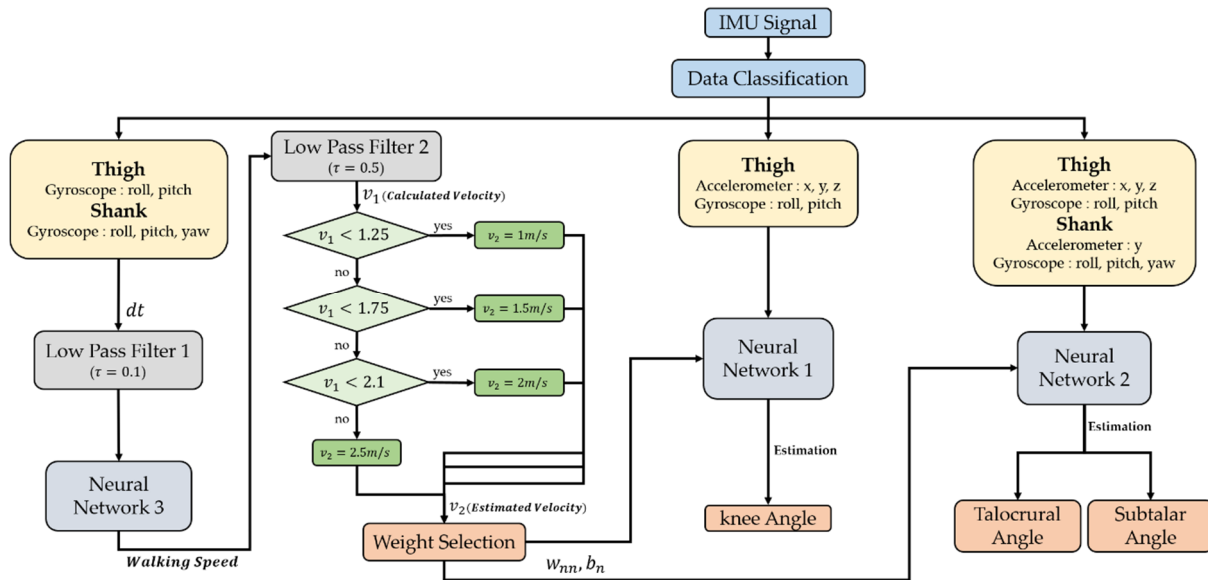 IMU Signal
Data Classification
Thigh
Gyroscope : roll, pitch
Shank
Gyroscope : roll, pitch, yaw
dt
Low Pass Filter 1
(τ = 0.1)
Neural
Network 3
Walking Speed
Low Pass Filter 2
(τ = 0.5)
v₁(Calculated Velocity)
v₁ < 1.25
yes
v₂ = 1m/s
no
v₁ < 1.75
yes
v₂ = 1.5m/s
no
v₁ < 2.1
yes
v₂ = 2m/s
no
v₂ = 2.5m/s
v₂(Estimated Velocity)
Weight Selection
wₙₙ, bₙ
Thigh
Accelerometer : x, y, z
Gyroscope : roll, pitch
Neural
Network 1
Estimation
knee Angle
Thigh
Accelerometer : x, y, z
Gyroscope : roll, pitch
Shank
Accelerometer : y
Gyroscope : roll, pitch, yaw
Neural
Network 2
Estimation
Talocrural
Angle
Subtalar
Angle